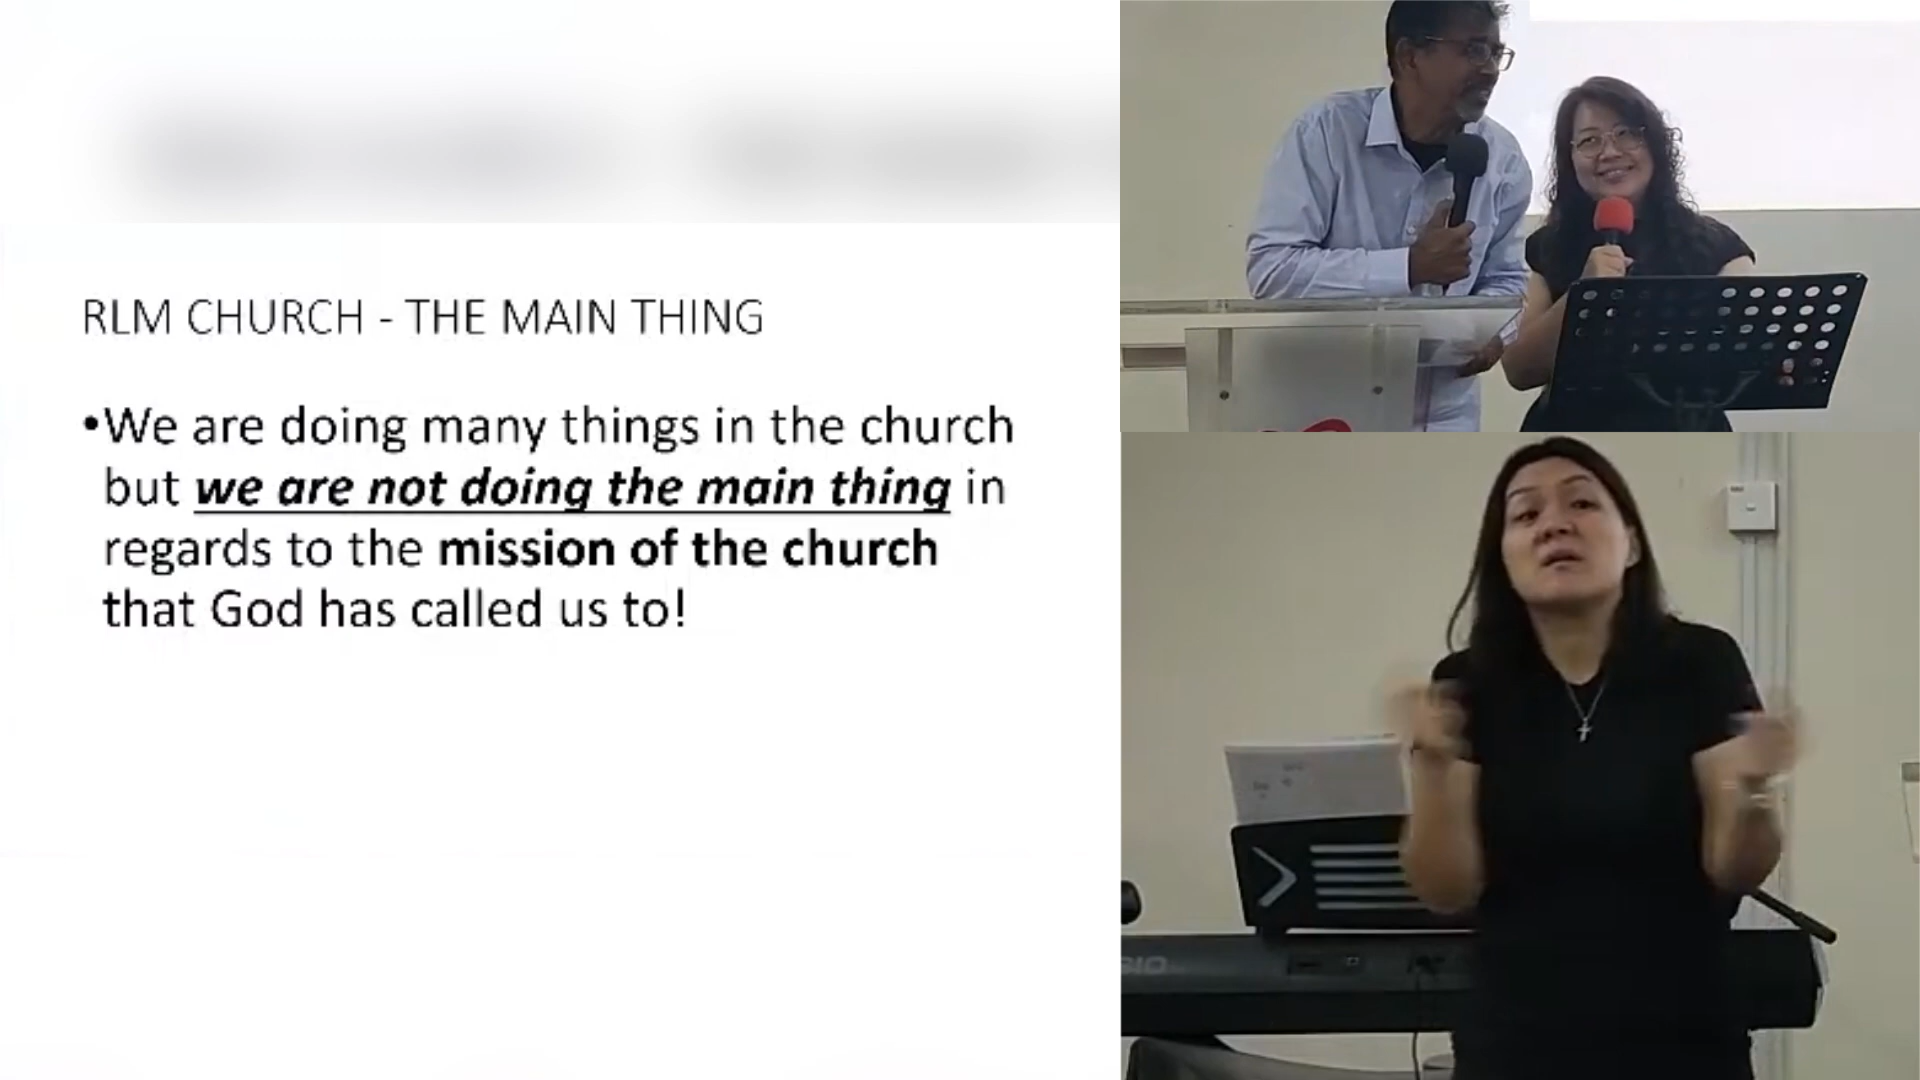 RLM CHURCH - THE MAIN THING
•We are doing many things in the church
but we are not doing the main thing in
regards to the mission of the church
that God has called us to!